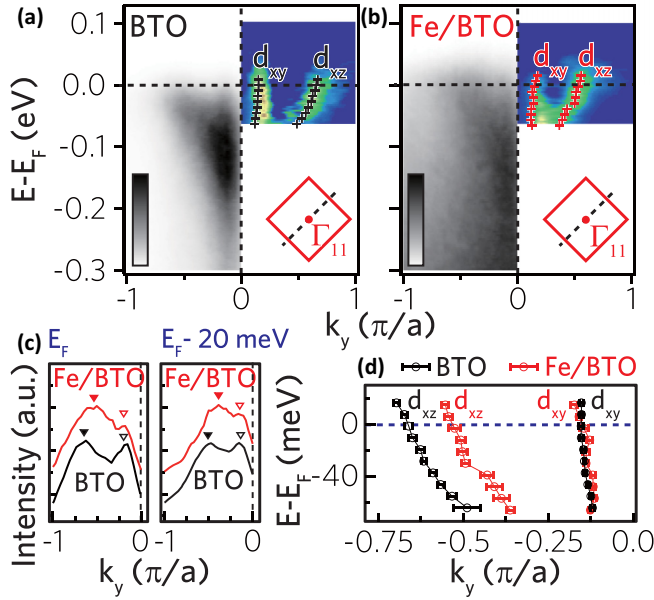 (a) BTO
(b) Fe/BTO
d_xy d_xz
d_xy d_xz
E-E_F (eV)
0.1
0.0
-0.1
-0.2
-0.3
Γ_11
Γ_11
-1 0 1
-1 0 1
k_y (π/a)
(c) E_F
E_F- 20 meV
Intensity (a.u.)
Fe/BTO
BTO
Fe/BTO
BTO
-1 0
-1 0
k_y (π/a)
(d) BTO Fe/BTO
d_xz d_xz d_xy d_xy
E-E_F (meV)
0
-40
-0.75 -0.50 -0.25 0.0
k_y (π/a)